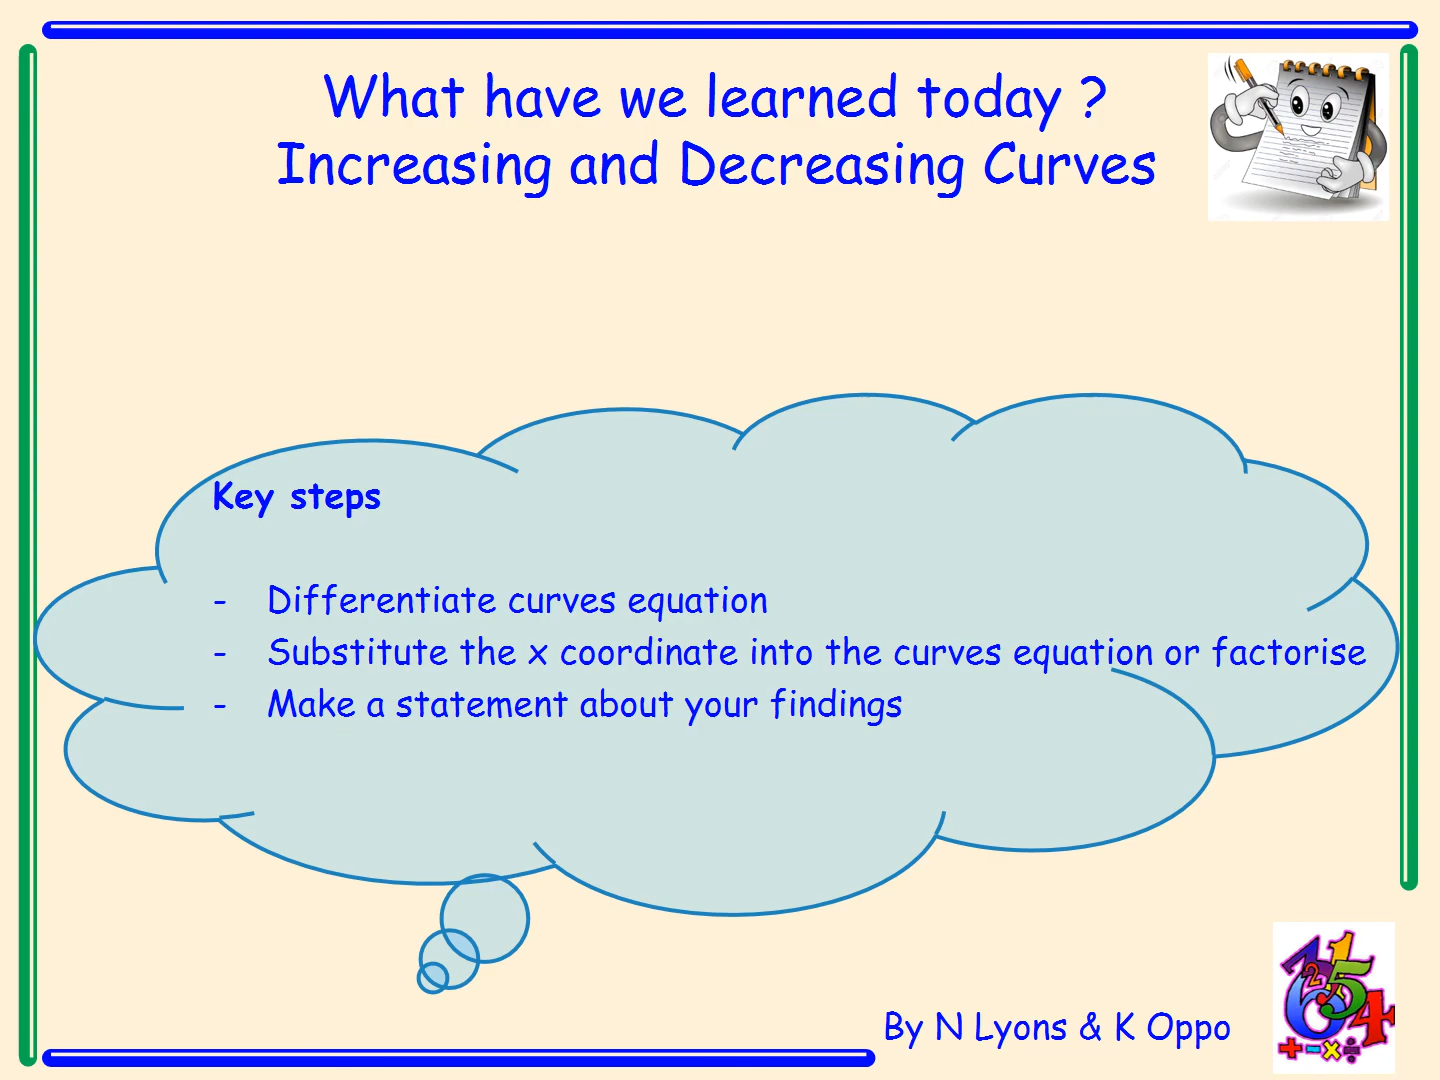 What have we learned today ?
Increasing and Decreasing Curves
Key steps
- Differentiate curves equation
- Substitute the x coordinate into the curves equation or factorise
- Make a statement about your findings
By N Lyons & K Oppo